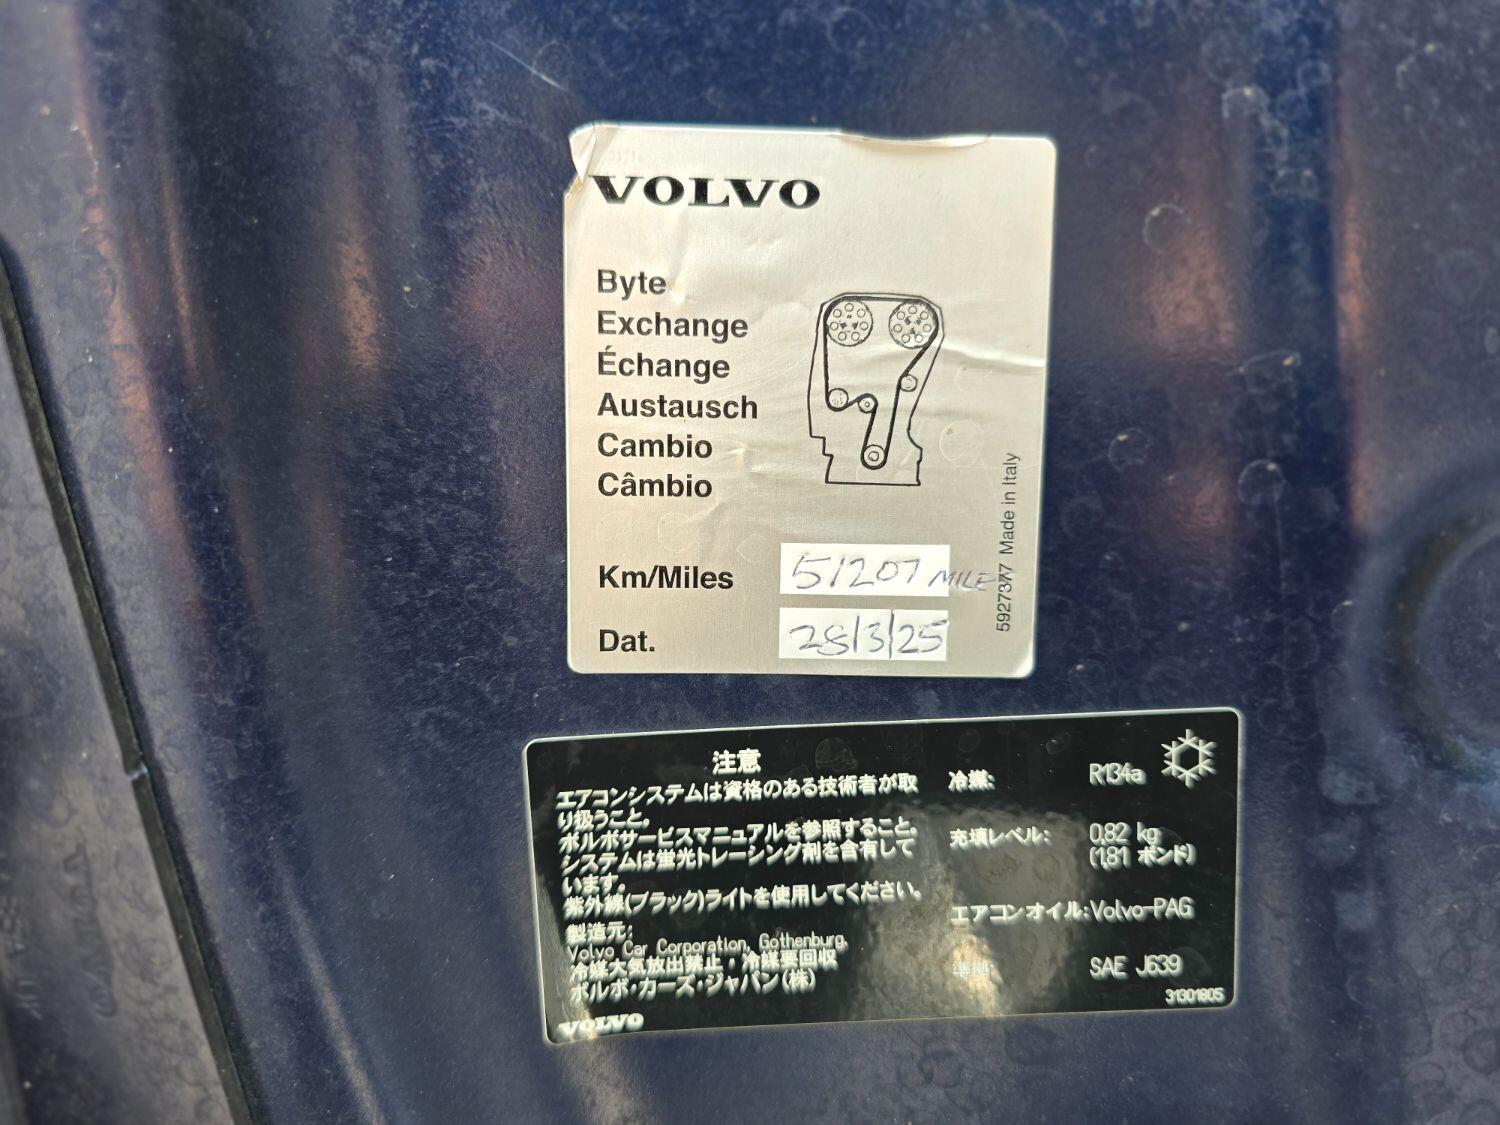 VOLVO
Byte
Exchange
Échange
Austausch
Cambio
Câmbio
Km/Miles 51207 MILES
Dat. 28/3/25
5927377 Made in Italy
注意
エアコンシステムは資格のある技術者が取
り扱うこと。
ボルボサービスマニュアルを参照すること。
システムは蛍光トレーシング剤を含有して
います。
紫外線(ブラック)ライトを使用してください。
製造元:
Volvo Car Corporation, Gothenburg.
冷媒大気放出禁止・冷媒要回収
ボルボ・カーズ・ジャパン(株)
VOLVO
冷媒: R134a
充填レベル: 0.82 kg
(1.81 ポンド)
エアコンオイル: Volvo-PAG
準拠: SAE J639
31301805